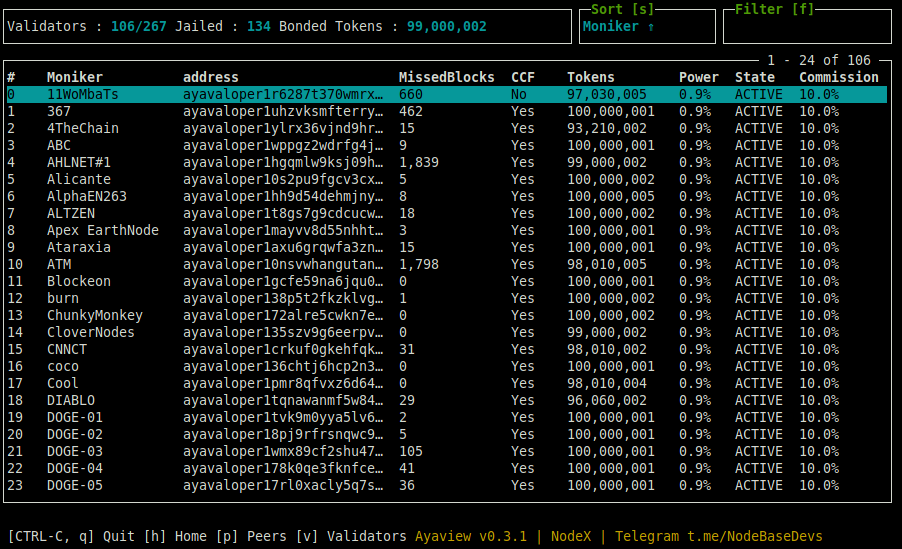 Validators : 106/267 Jailed : 134 Bonded Tokens : 99,000,002
Sort [s]
Moniker ⇑
Filter [f]
1 - 24 of 106
# Moniker address MissedBlocks CCF Tokens Power State Commission
0 11WoMbaTs ayavaloper1r6287t370wmrx… 660 No 97,030,005 0.9% ACTIVE 10.0%
1 367 ayavaloper1uhzvksmfterry… 462 Yes 100,000,001 0.9% ACTIVE 10.0%
2 4TheChain ayavaloper1ylrx36vjnd9hr… 15 Yes 93,210,002 0.9% ACTIVE 10.0%
3 ABC ayavaloper1wppgz2wdrfg4j… 9 Yes 100,000,001 0.9% ACTIVE 10.0%
4 AHLNET#1 ayavaloper1hgqmlw9ksj09h… 1,839 Yes 99,000,002 0.9% ACTIVE 10.0%
5 Alicante ayavaloper10s2pu9fgcv3cx… 5 Yes 100,000,002 0.9% ACTIVE 10.0%
6 AlphaEN263 ayavaloper1hh9d54dehmjny… 8 Yes 100,000,005 0.9% ACTIVE 10.0%
7 ALTZEN ayavaloper1t8gs7g9cdcucw… 18 Yes 100,000,002 0.9% ACTIVE 10.0%
8 Apex EarthNode ayavaloper1mayvv8d55nhht… 3 Yes 100,000,001 0.9% ACTIVE 10.0%
9 Ataraxia ayavaloper1axu6grqwfa3zn… 15 Yes 100,000,001 0.9% ACTIVE 10.0%
10 ATM ayavaloper10nsvwhangutan… 1,798 Yes 98,010,005 0.9% ACTIVE 10.0%
11 Blockeon ayavaloper1gcfe59na6jqu0… 0 Yes 100,000,001 0.9% ACTIVE 10.0%
12 burn ayavaloper138p5t2fkzklvg… 1 Yes 100,000,002 0.9% ACTIVE 10.0%
13 ChunkyMonkey ayavaloper172alre5cwkn7e… 0 Yes 100,000,002 0.9% ACTIVE 10.0%
14 CloverNodes ayavaloper135szv9g6eerpv… 0 Yes 99,000,002 0.9% ACTIVE 10.0%
15 CNNCT ayavaloper1crkuf0gkehfqk… 31 Yes 98,010,002 0.9% ACTIVE 10.0%
16 coco ayavaloper136chtj6hcp2n3… 0 Yes 100,000,001 0.9% ACTIVE 10.0%
17 Cool ayavaloper1pmr8qfvxz6d64… 0 Yes 98,010,004 0.9% ACTIVE 10.0%
18 DIABLO ayavaloper1tqnawanmf5w84… 29 Yes 96,060,002 0.9% ACTIVE 10.0%
19 DOGE-01 ayavaloper1tvk9m0yya5lv6… 2 Yes 100,000,001 0.9% ACTIVE 10.0%
20 DOGE-02 ayavaloper18pj9rfrsnqwc9… 5 Yes 100,000,001 0.9% ACTIVE 10.0%
21 DOGE-03 ayavaloper1wmx89cf2shu47… 105 Yes 100,000,001 0.9% ACTIVE 10.0%
22 DOGE-04 ayavaloper178k0qe3fknfce… 41 Yes 100,000,001 0.9% ACTIVE 10.0%
23 DOGE-05 ayavaloper17rl0xacly5q7s… 36 Yes 100,000,001 0.9% ACTIVE 10.0%
[CTRL-C, q] Quit [h] Home [p] Peers [v] Validators Ayaview v0.3.1 | NodeX | Telegram t.me/NodeBaseDevs